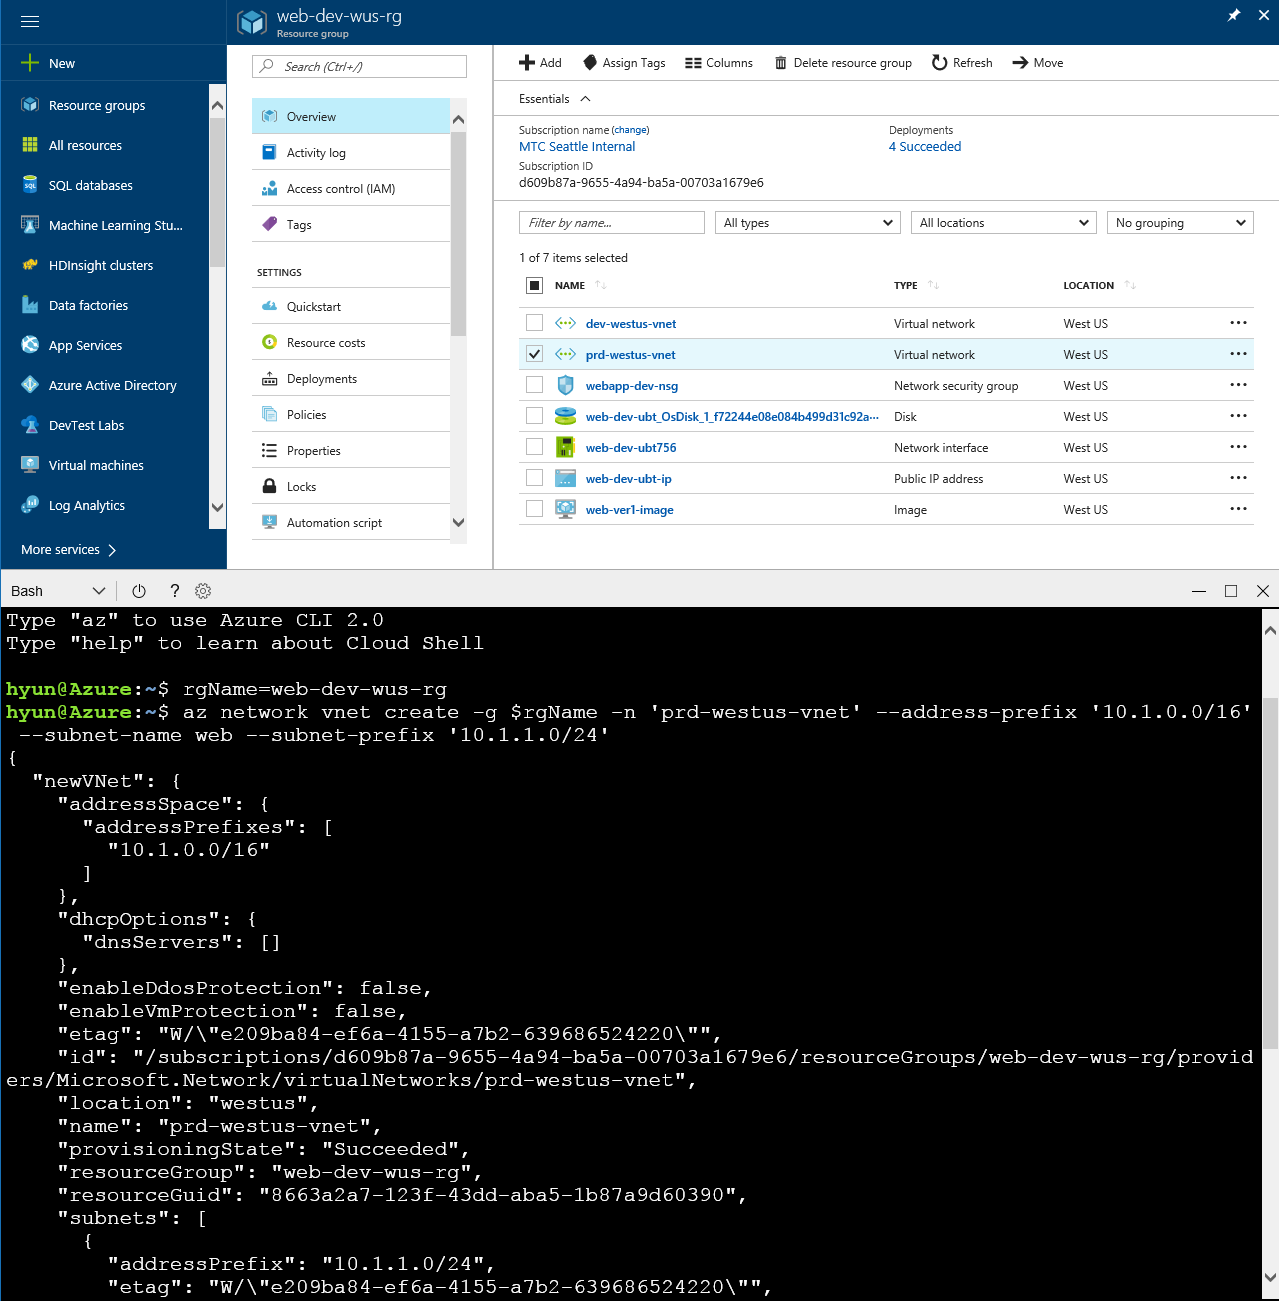 web-dev-wus-rg
Resource group
New
Resource groups
All resources
SQL databases
Machine Learning Stu...
HDInsight clusters
Data factories
App Services
Azure Active Directory
DevTest Labs
Virtual machines
Log Analytics
More services
Search (Ctrl+/)
Overview
Activity log
Access control (IAM)
Tags
SETTINGS
Quickstart
Resource costs
Deployments
Policies
Properties
Locks
Automation script
Add Assign Tags Columns Delete resource group Refresh Move
Essentials
Subscription name (change) Deployments
MTC Seattle Internal 4 Succeeded
Subscription ID
d609b87a-9655-4a94-ba5a-00703a1679e6
Filter by name... All types All locations No grouping
1 of 7 items selected
NAME TYPE LOCATION
dev-westus-vnet Virtual network West US
prd-westus-vnet Virtual network West US
webapp-dev-nsg Network security group West US
web-dev-ubt_OsDisk_1_f72244e08e084b499d31c92a... Disk West US
web-dev-ubt756 Network interface West US
web-dev-ubt-ip Public IP address West US
web-ver1-image Image West US
Bash ?
Type "az" to use Azure CLI 2.0
Type "help" to learn about Cloud Shell
hyun@Azure:~$ rgName=web-dev-wus-rg
hyun@Azure:~$ az network vnet create -g $rgName -n 'prd-westus-vnet' --address-prefix '10.1.0.0/16'
--subnet-name web --subnet-prefix '10.1.1.0/24'
{
"newVNet": {
"addressSpace": {
"addressPrefixes": [
"10.1.0.0/16"
]
},
"dhcpOptions": {
"dnsServers": []
},
"enableDdosProtection": false,
"enableVmProtection": false,
"etag": "W/\"e209ba84-ef6a-4155-a7b2-639686524220\"",
"id": "/subscriptions/d609b87a-9655-4a94-ba5a-00703a1679e6/resourceGroups/web-dev-wus-rg/provid
ers/Microsoft.Network/virtualNetworks/prd-westus-vnet",
"location": "westus",
"name": "prd-westus-vnet",
"provisioningState": "Succeeded",
"resourceGroup": "web-dev-wus-rg",
"resourceGuid": "8663a2a7-123f-43dd-aba5-1b87a9d60390",
"subnets": [
{
"addressPrefix": "10.1.1.0/24",
"etag": "W/\"e209ba84-ef6a-4155-a7b2-639686524220\"",